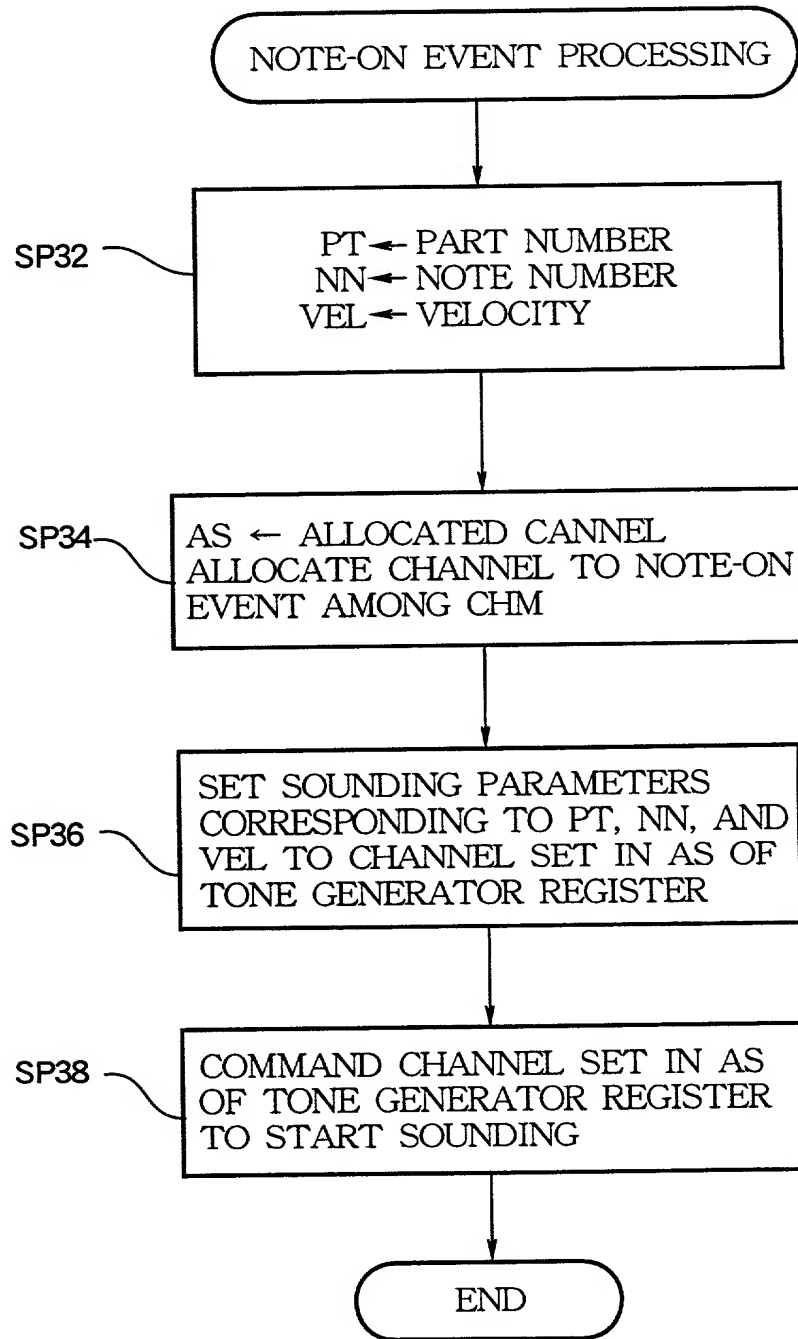 NOTE-ON EVENT PROCESSING
SP32
PT ← PART NUMBER
NN ← NOTE NUMBER
VEL ← VELOCITY
SP34
AS ← ALLOCATED CANNEL
ALLOCATE CHANNEL TO NOTE-ON
EVENT AMONG CHM
SP36
SET SOUNDING PARAMETERS
CORRESPONDING TO PT, NN, AND
VEL TO CHANNEL SET IN AS OF
TONE GENERATOR REGISTER
SP38
COMMAND CHANNEL SET IN AS
OF TONE GENERATOR REGISTER
TO START SOUNDING
END